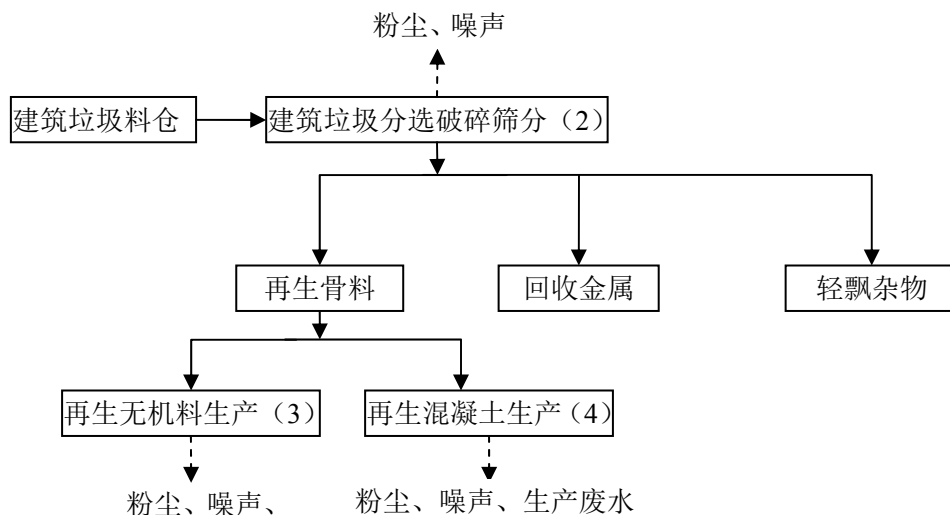 粉尘、噪声
建筑垃圾料仓
建筑垃圾分选破碎筛分（2）
再生骨料
回收金属
轻飘杂物
再生无机料生产（3）
再生混凝土生产（4）
粉尘、噪声、
粉尘、噪声、生产废水